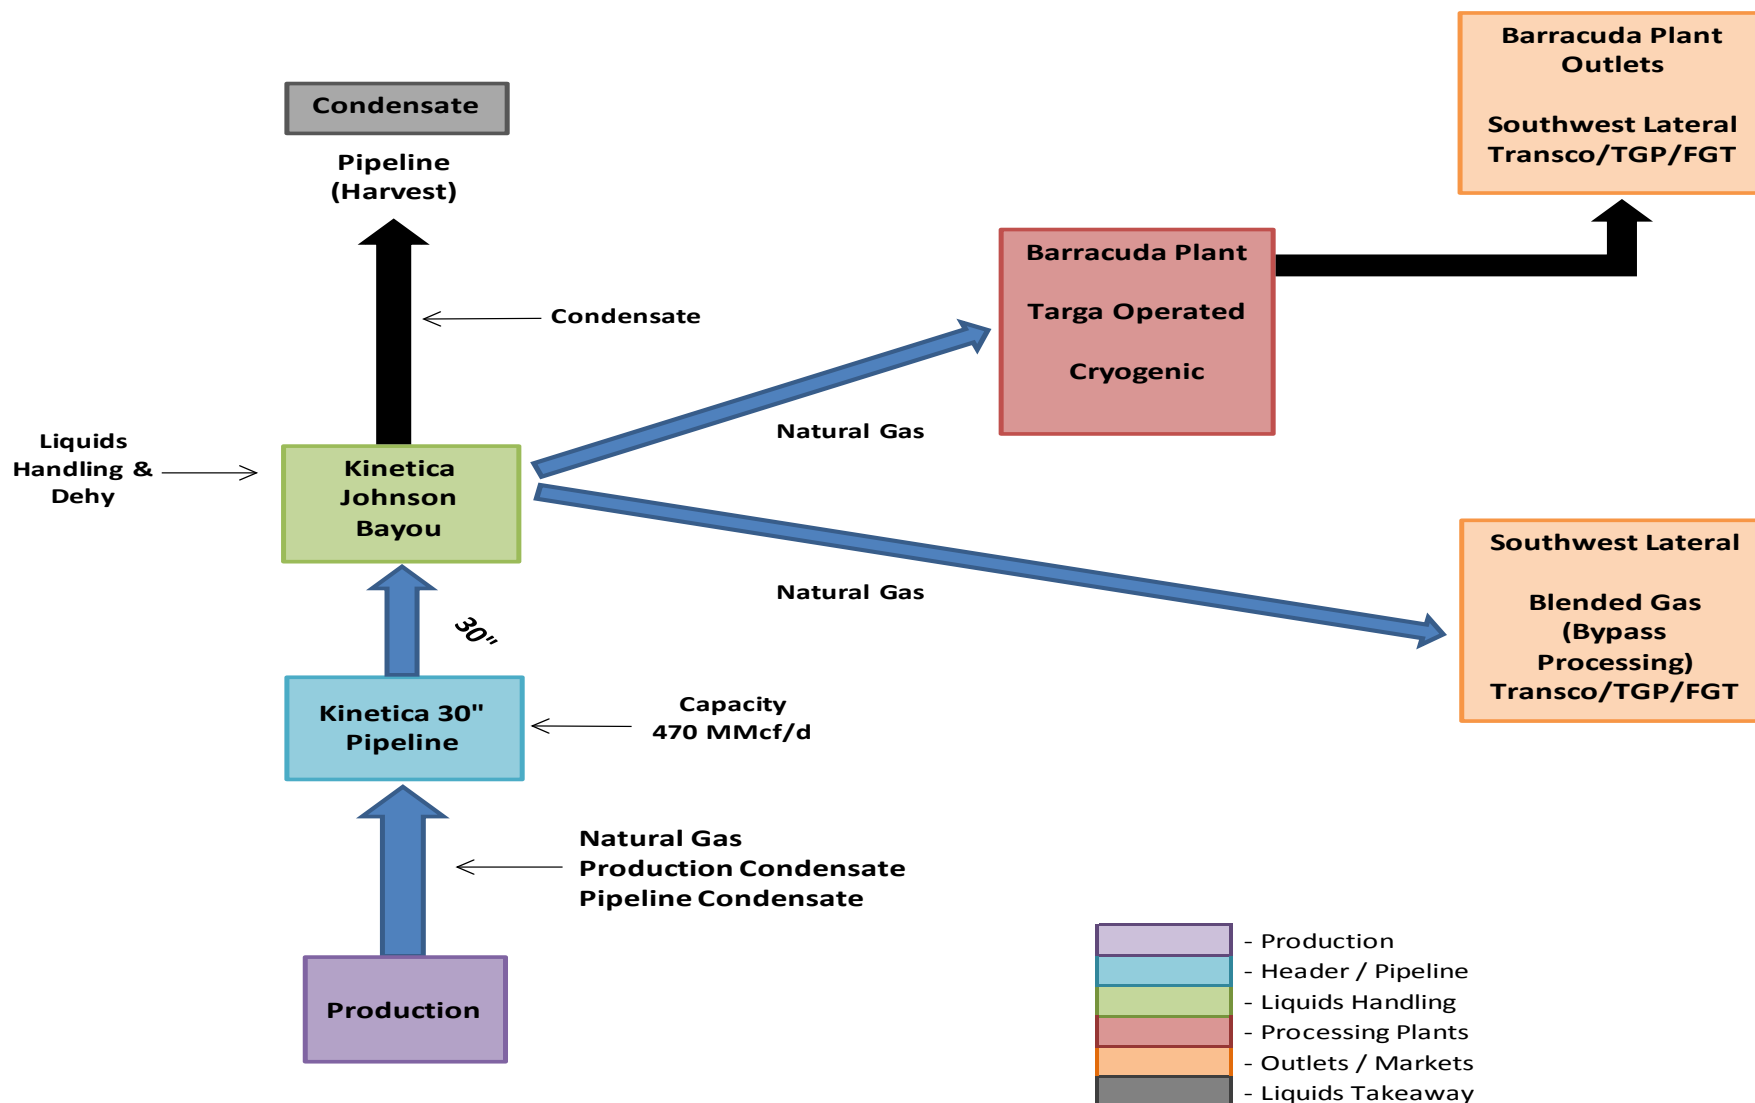 Barracuda Plant
Outlets
Southwest Lateral
Transco/TGP/FGT
Condensate
Pipeline
(Harvest)
Condensate
Barracuda Plant
Targa Operated
Cryogenic
Natural Gas
Liquids
Handling &
Dehy
Kinetica
Johnson
Bayou
Natural Gas
Southwest Lateral
Blended Gas
(Bypass
Processing)
Transco/TGP/FGT
30"
Kinetica 30"
Pipeline
Capacity
470 MMcf/d
Natural Gas
Production Condensate
Pipeline Condensate
Production
- Production
- Header / Pipeline
- Liquids Handling
- Processing Plants
- Outlets / Markets
- Liquids Takeaway